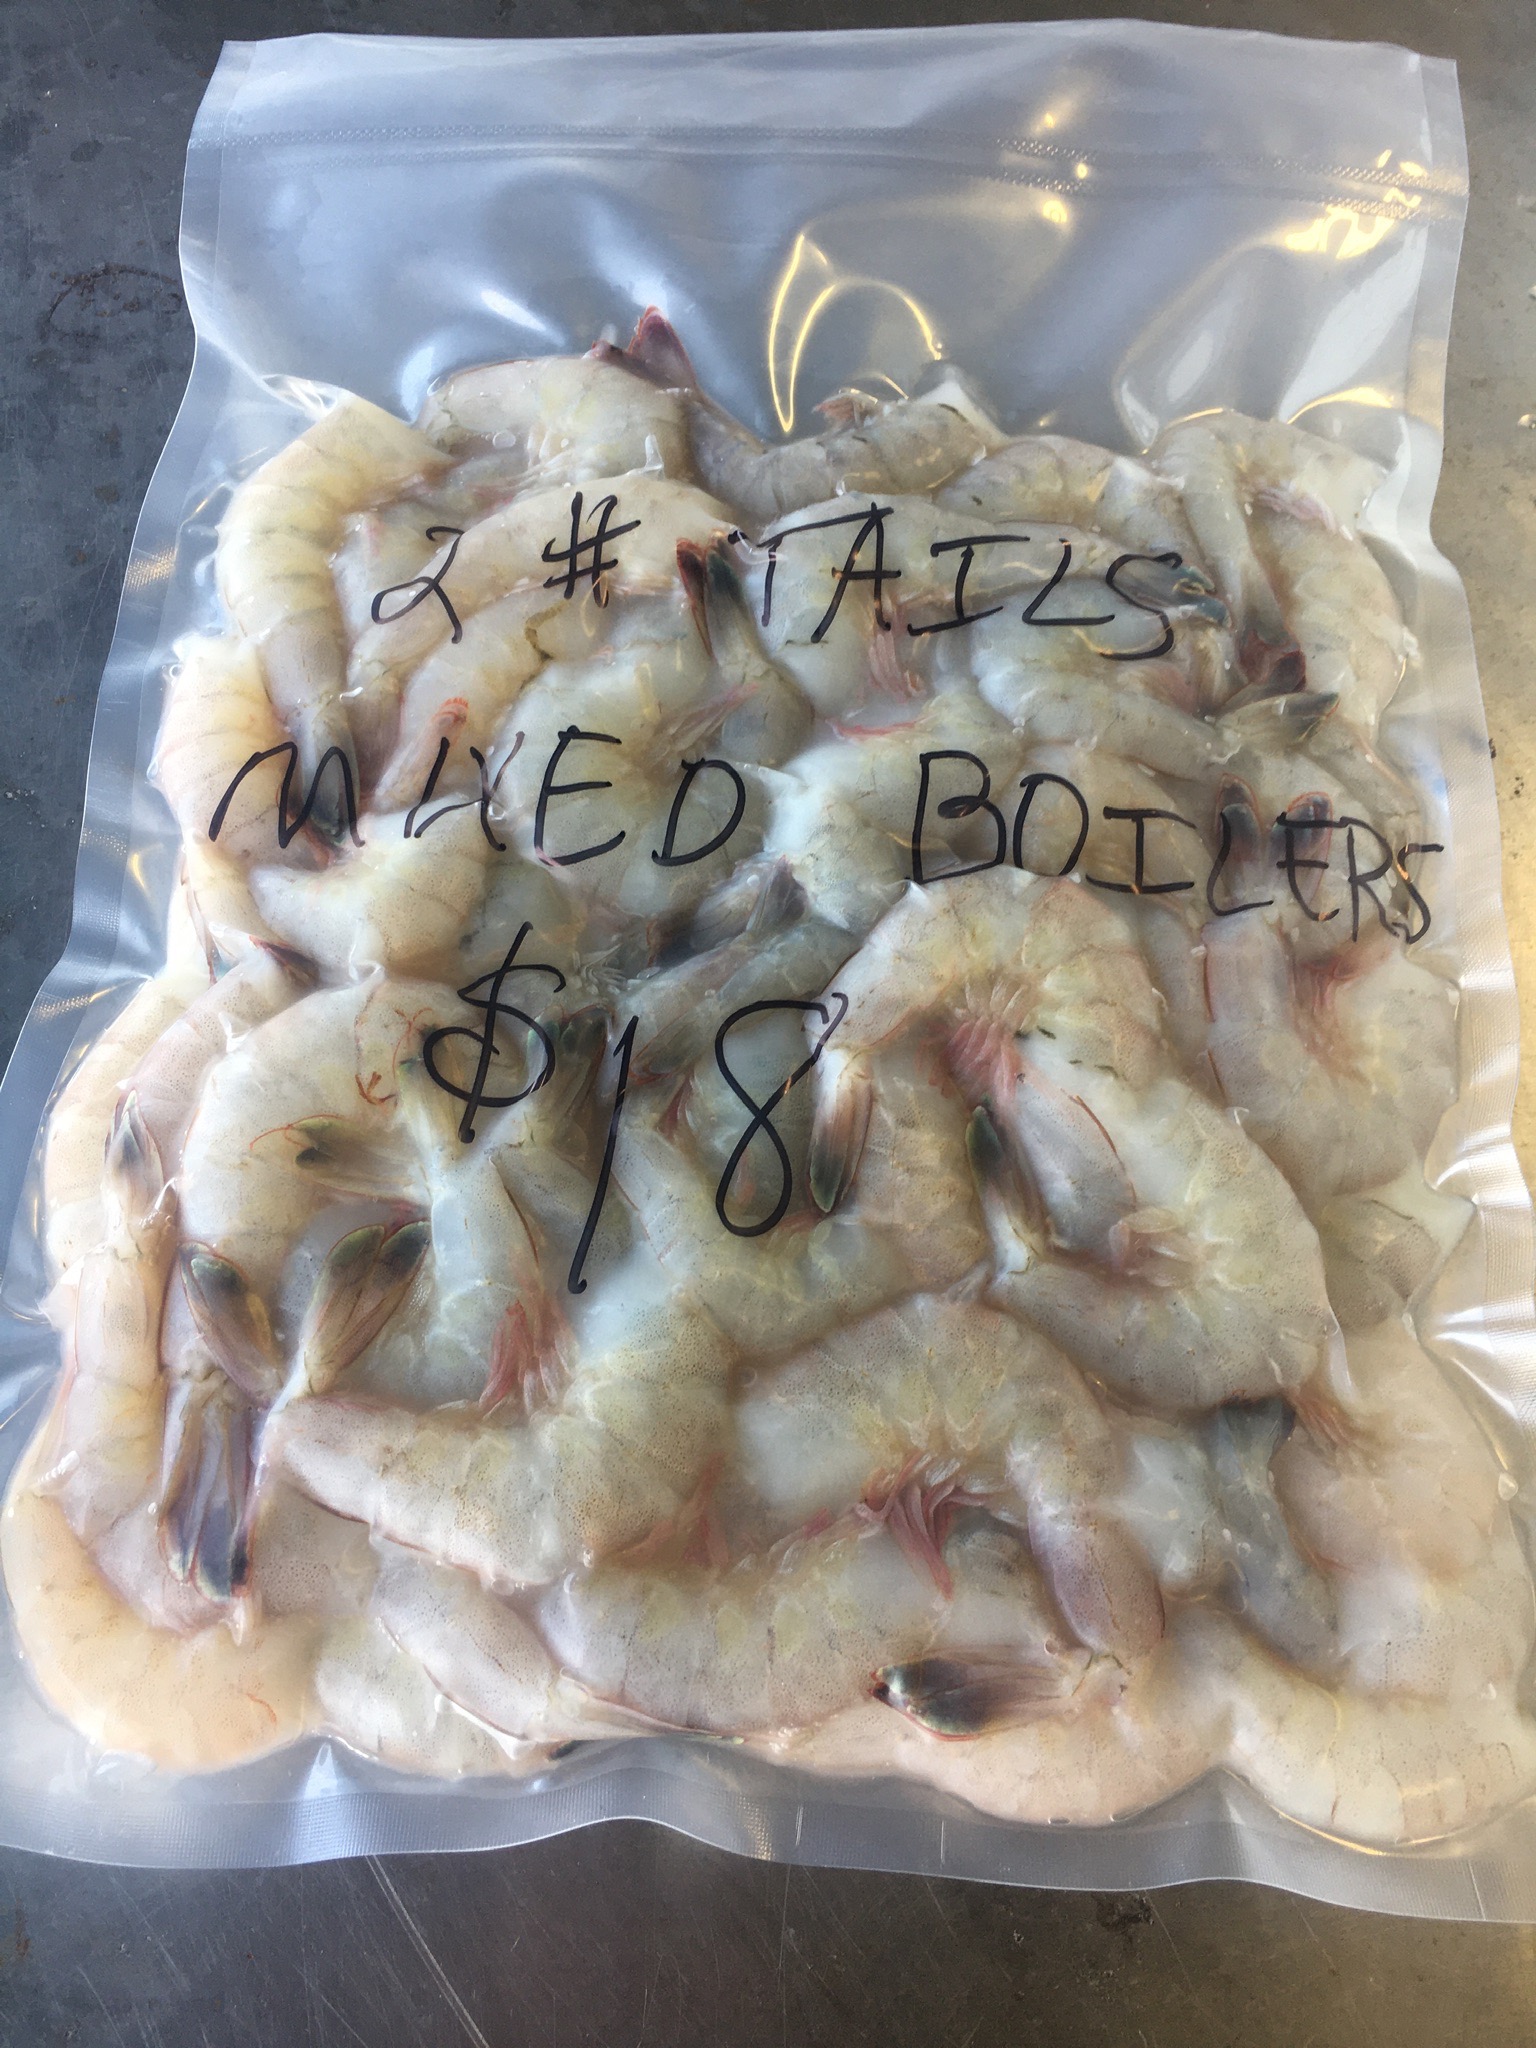 2 # TAILS
MIXED BOILERS
$18